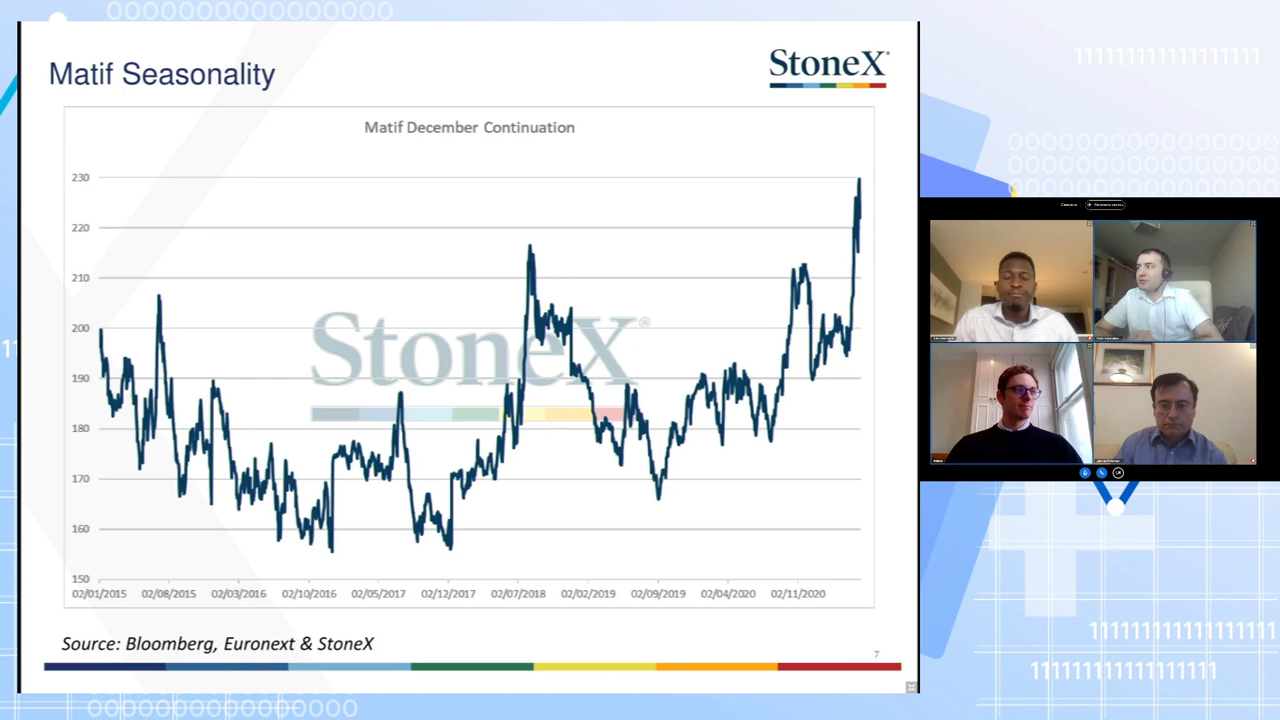 OOOOOOOOOOOOOOOO
1111111111111111
Matif Seasonality
StoneX
Matif December Continuation
230
220
210
200
190
180
170
160
150
StoneX
02/01/2015 02/08/2015 02/03/2016 02/10/2016 02/05/2017 02/12/2017 02/07/2018 02/02/2019 02/09/2019 02/04/2020 02/11/2020
Source: Bloomberg, Euronext & StoneX
7